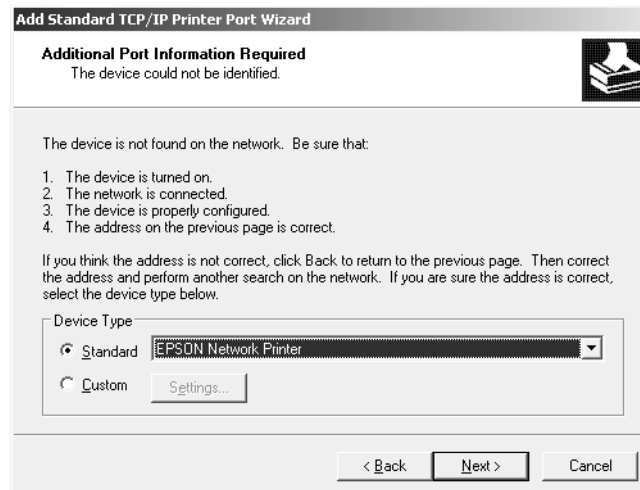 Add Standard TCP/IP Printer Port Wizard
Additional Port Information Required
The device could not be identified.
The device is not found on the network. Be sure that:
1. The device is turned on.
2. The network is connected.
3. The device is properly configured.
4. The address on the previous page is correct.
If you think the address is not correct, click Back to return to the previous page. Then correct
the address and perform another search on the network. If you are sure the address is correct,
select the device type below.
Device Type
Standard EPSON Network Printer
Custom Settings...
< Back Next > Cancel